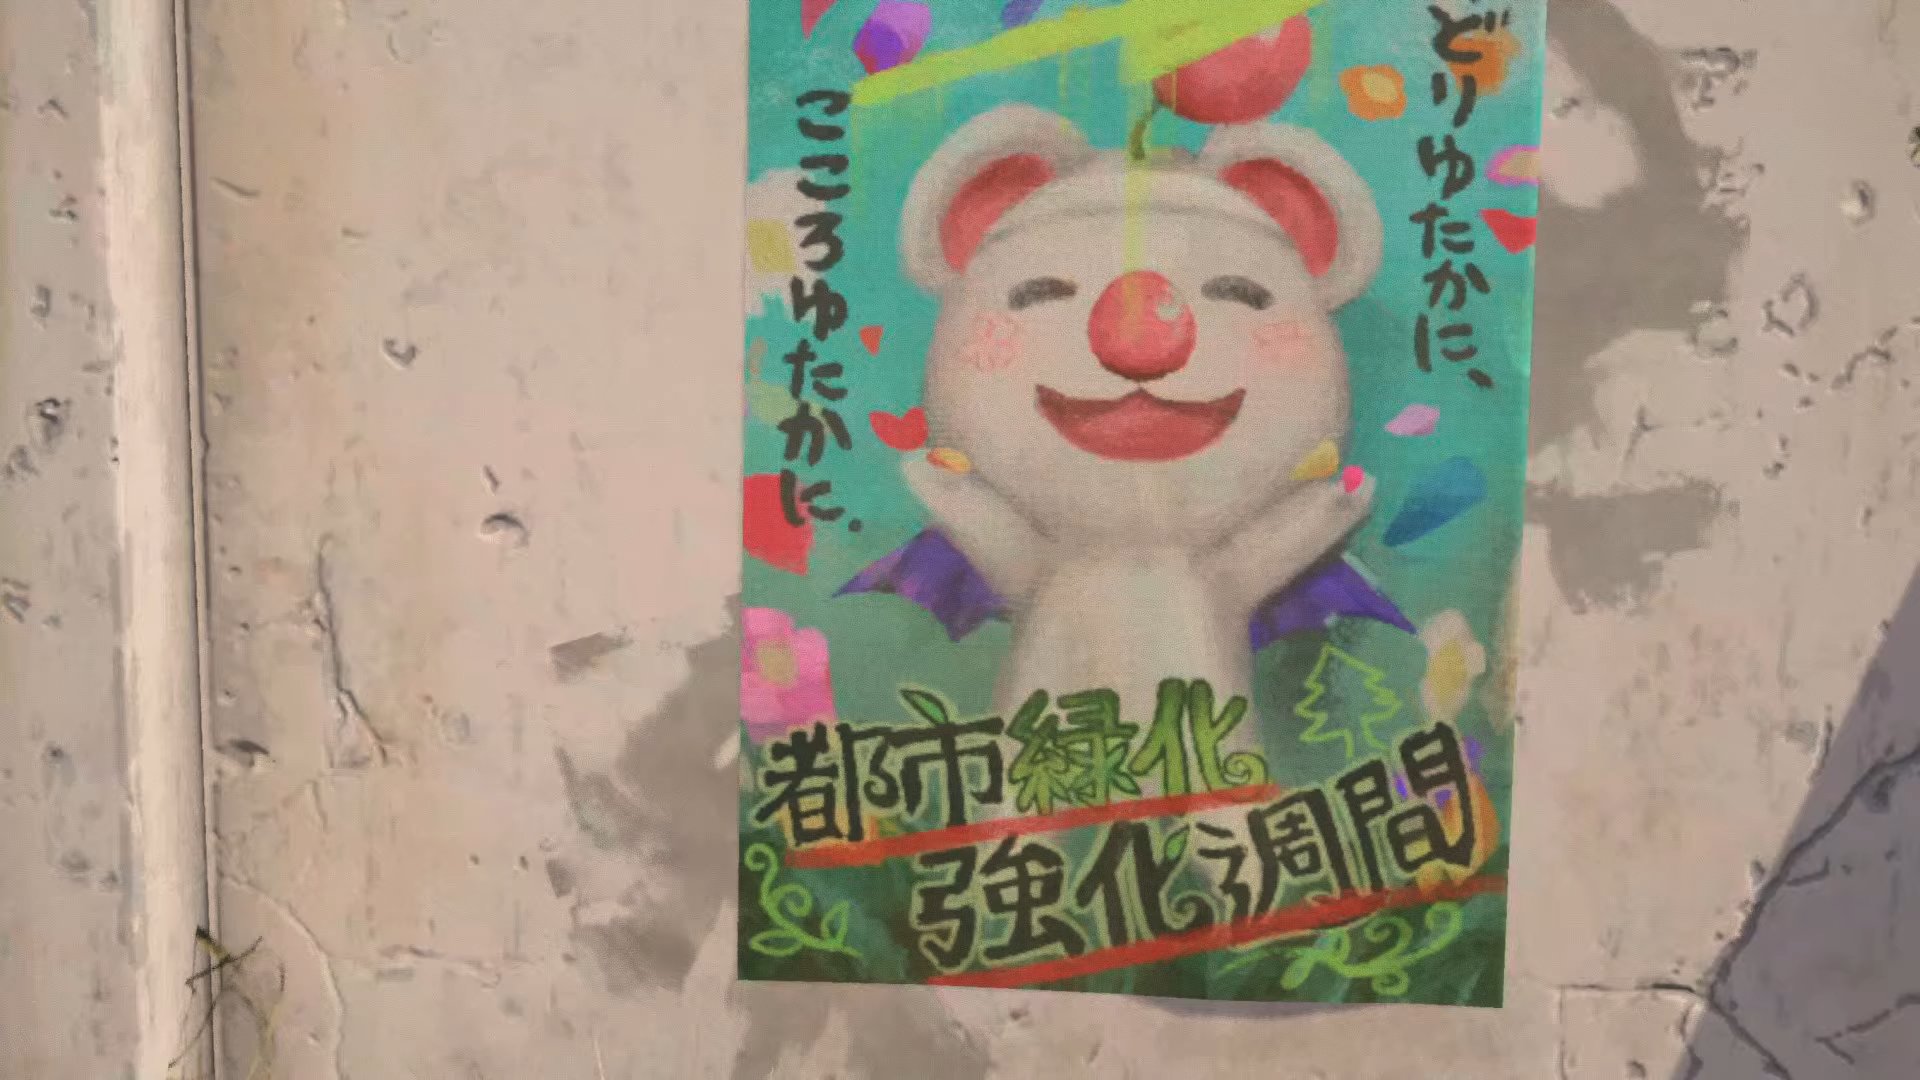 どりゆたかに、
こころゆたかに.
都市緑化
強化週間